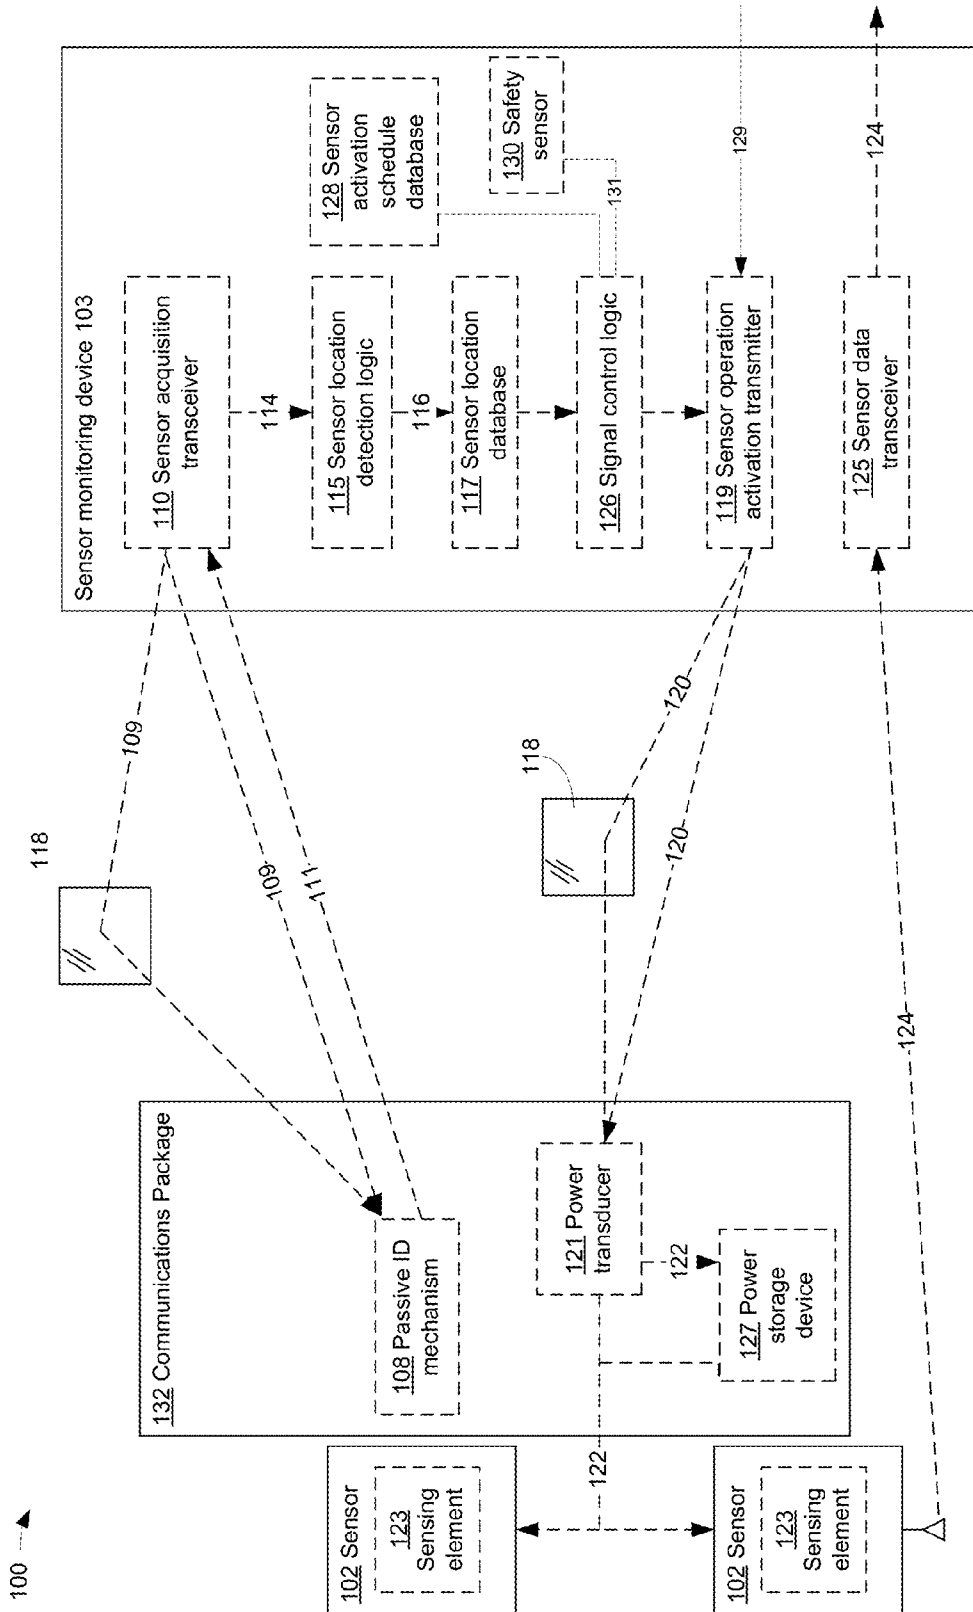 100
102 Sensor
123
Sensing
element
102 Sensor
123
Sensing
element
122
132 Communications Package
108 Passive ID
mechanism
121 Power
transducer
122
127 Power
storage
device
118
109
109
111
118
120
120
124
Sensor monitoring device 103
110 Sensor acquisition
transceiver
114
115 Sensor location
detection logic
116
117 Sensor location
database
126 Signal control logic
119 Sensor operation
activation transmitter
125 Sensor data
transceiver
128 Sensor
activation
schedule
database
130 Safety
sensor
131
129
124